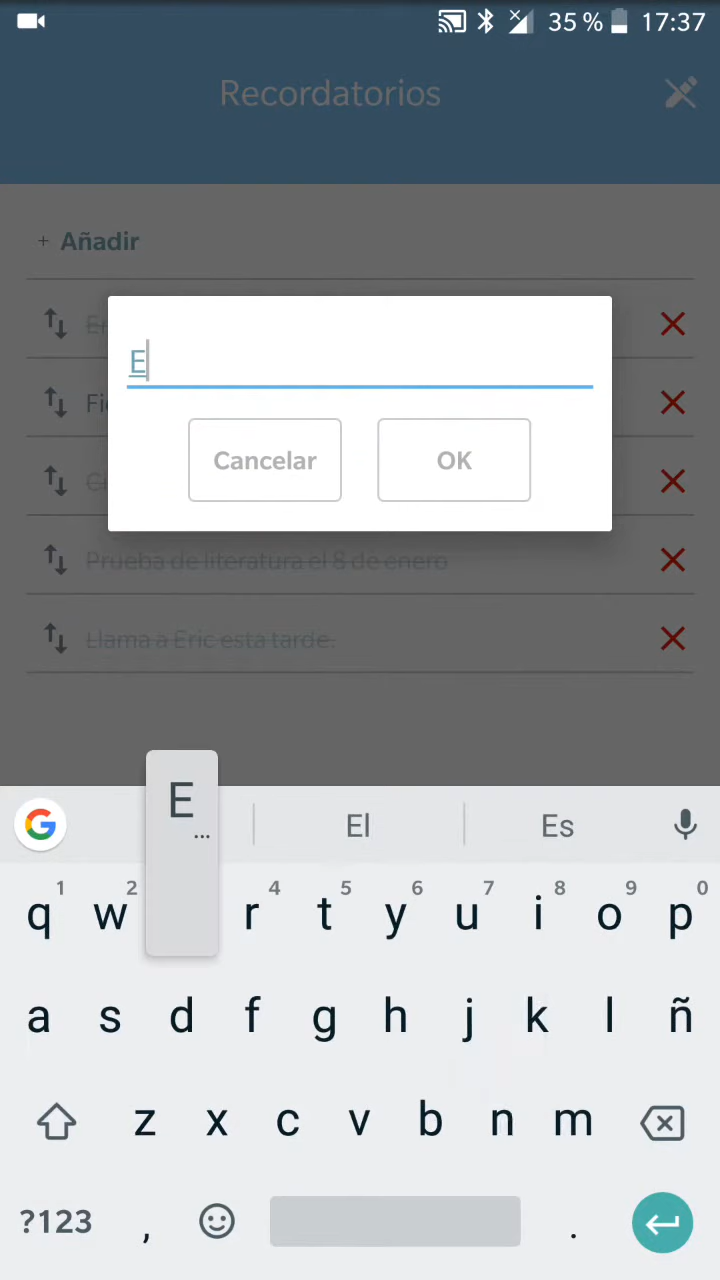 35 % 17:37
Recordatorios
+ Añadir
E
Cancelar OK
Prueba de literatura el 8 de enero
Llama a Eric esta tarde.
E
...
El Es
1 2 4 5 6 7 8 9 0
q w r t y u i o p
a s d f g h j k l ñ
z x c v b n m
?123 , .